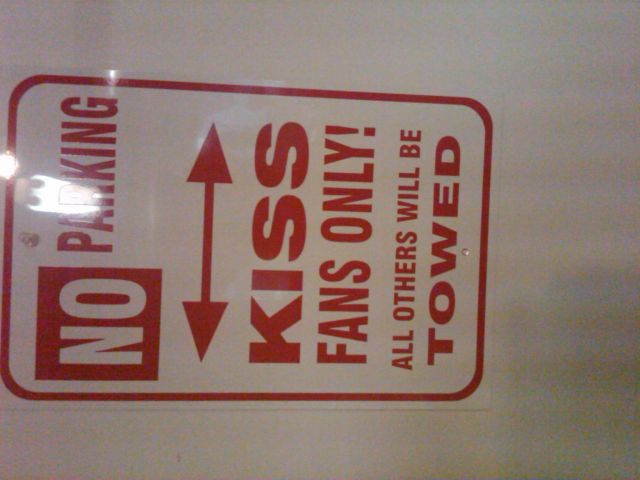 NO PARKING
KISS
FANS ONLY!
ALL OTHERS WILL BE
TOWED